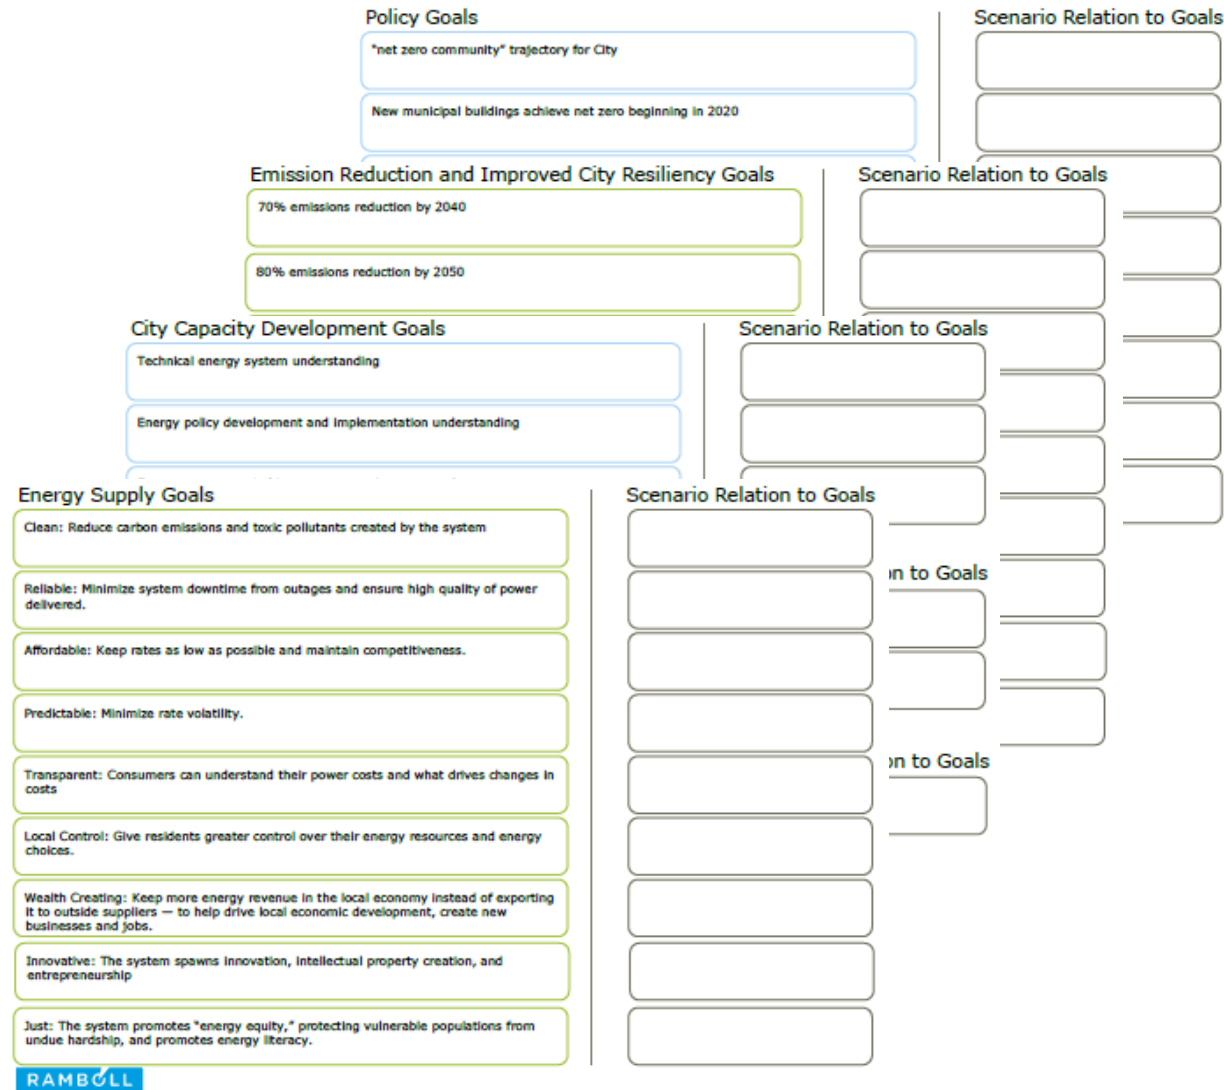 Policy Goals
Scenario Relation to Goals
"net zero community" trajectory for City
New municipal buildings achieve net zero beginning in 2020
Emission Reduction and Improved City Resiliency Goals
Scenario Relation to Goals
70% emissions reduction by 2040
80% emissions reduction by 2050
City Capacity Development Goals
Scenario Relation to Goals
Technical energy system understanding
Energy policy development and implementation understanding
Energy Supply Goals
Scenario Relation to Goals
Clean: Reduce carbon emissions and toxic pollutants created by the system
Reliable: Minimize system downtime from outages and ensure high quality of power
delivered.
on to Goals
Affordable: Keep rates as low as possible and maintain competitiveness.
Predictable: Minimize rate volatility.
on to Goals
Transparent: Consumers can understand their power costs and what drives changes in
costs
Local Control: Give residents greater control over their energy resources and energy
choices.
Wealth Creating: Keep more energy revenue in the local economy instead of exporting
it to outside suppliers — to help drive local economic development, create new
businesses and jobs.
Innovative: The system spawns innovation, intellectual property creation, and
entrepreneurship
Just: The system promotes "energy equity," protecting vulnerable populations from
undue hardship, and promotes energy literacy.
RAMBOLL